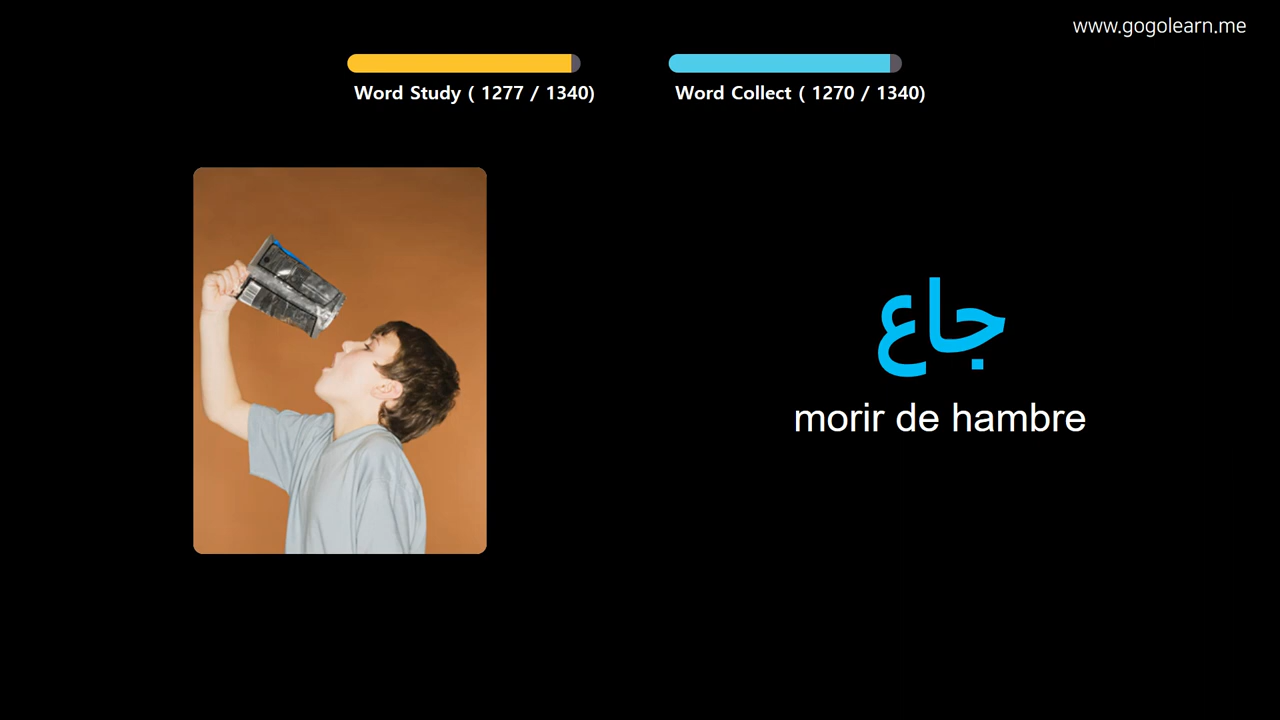 www.gogolearn.me
Word Study ( 1277 / 1340)
Word Collect ( 1270 / 1340)
جاع
morir de hambre